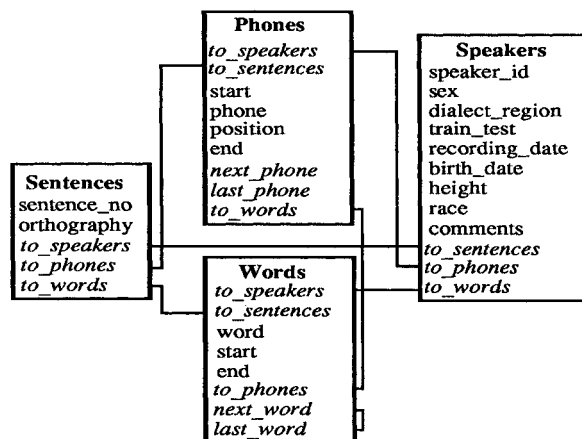 Phones
to_speakers
to_sentences
start
phone
position
end
next_phone
last_phone
to_words
Speakers
speaker_id
sex
dialect_region
train_test
recording_date
birth_date
height
race
comments
to_sentences
to_phones
to_words
Sentences
sentence_no
orthography
to_speakers
to_phones
to_words
Words
to_speakers
to_sentences
word
start
end
to_phones
next_word
last_word